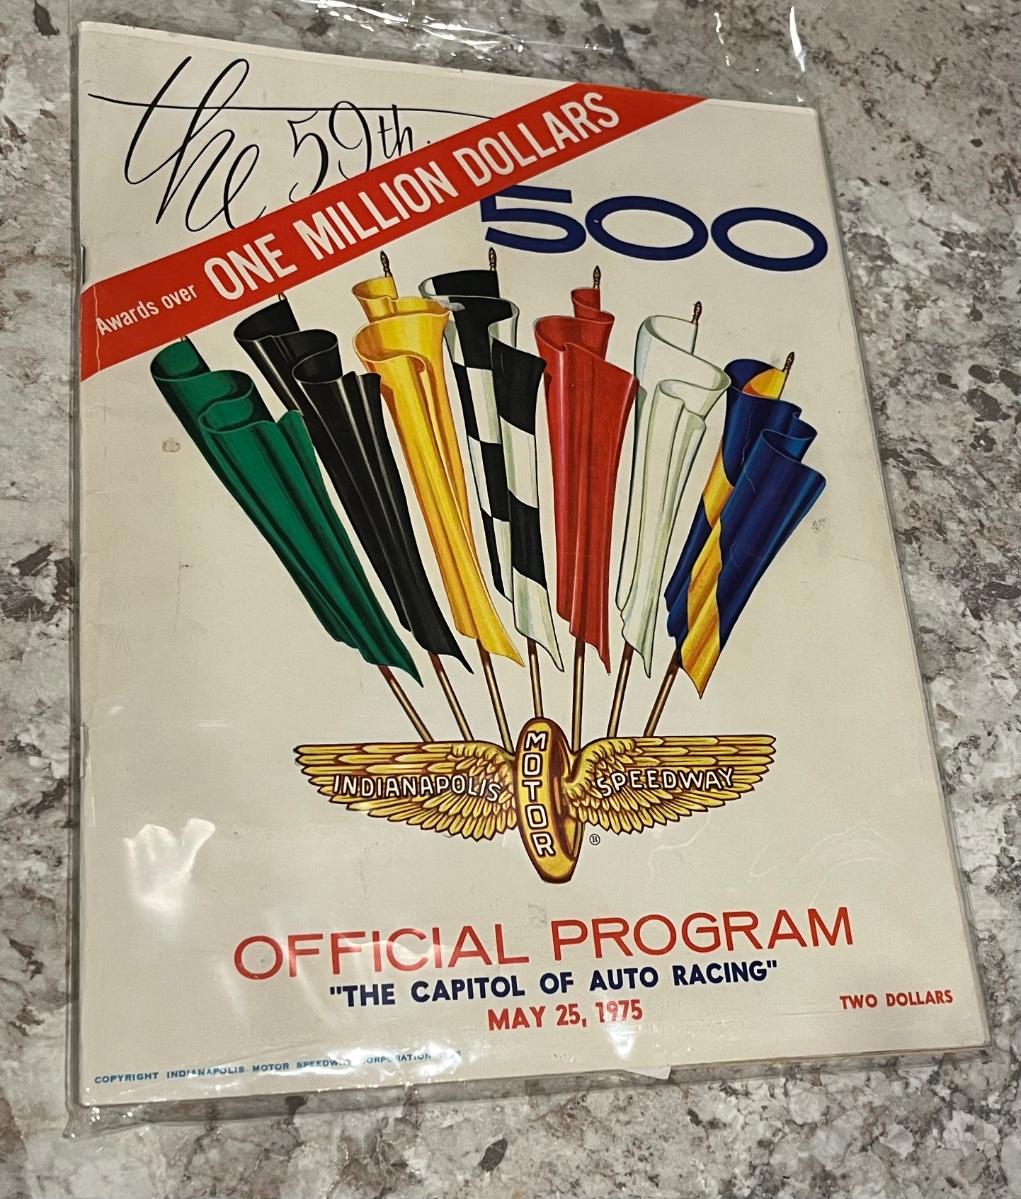 the 59th
Awards over ONE MILLION DOLLARS
500
INDIANAPOLIS
MOTOR
SPEEDWAY
®
OFFICIAL PROGRAM
"THE CAPITOL OF AUTO RACING"
MAY 25, 1975
TWO DOLLARS
COPYRIGHT INDIANAPOLIS MOTOR SPEEDWAY CORPORATION